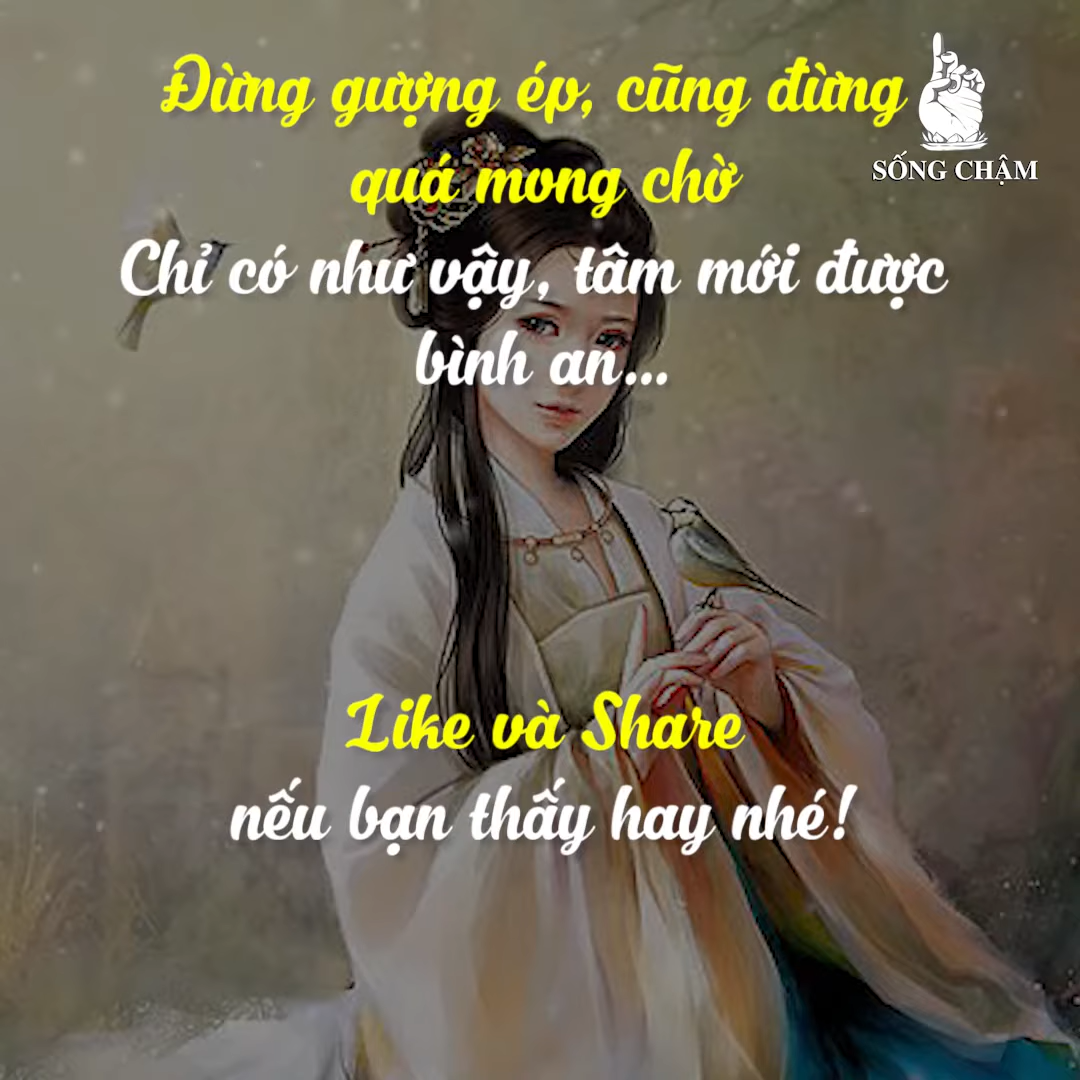 Đừng gượng ép, cũng đừng
quá mong chờ
SỐNG CHẬM
Chỉ có như vậy, tâm mới được
bình an...
Like và Share
nếu bạn thấy hay nhé!